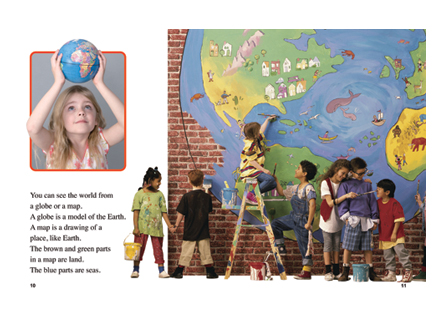 You can see the world from
a globe or a map.
A globe is a model of the Earth.
A map is a drawing of a
place, like Earth.
The brown and green parts
in a map are land.
The blue parts are seas.
10
11